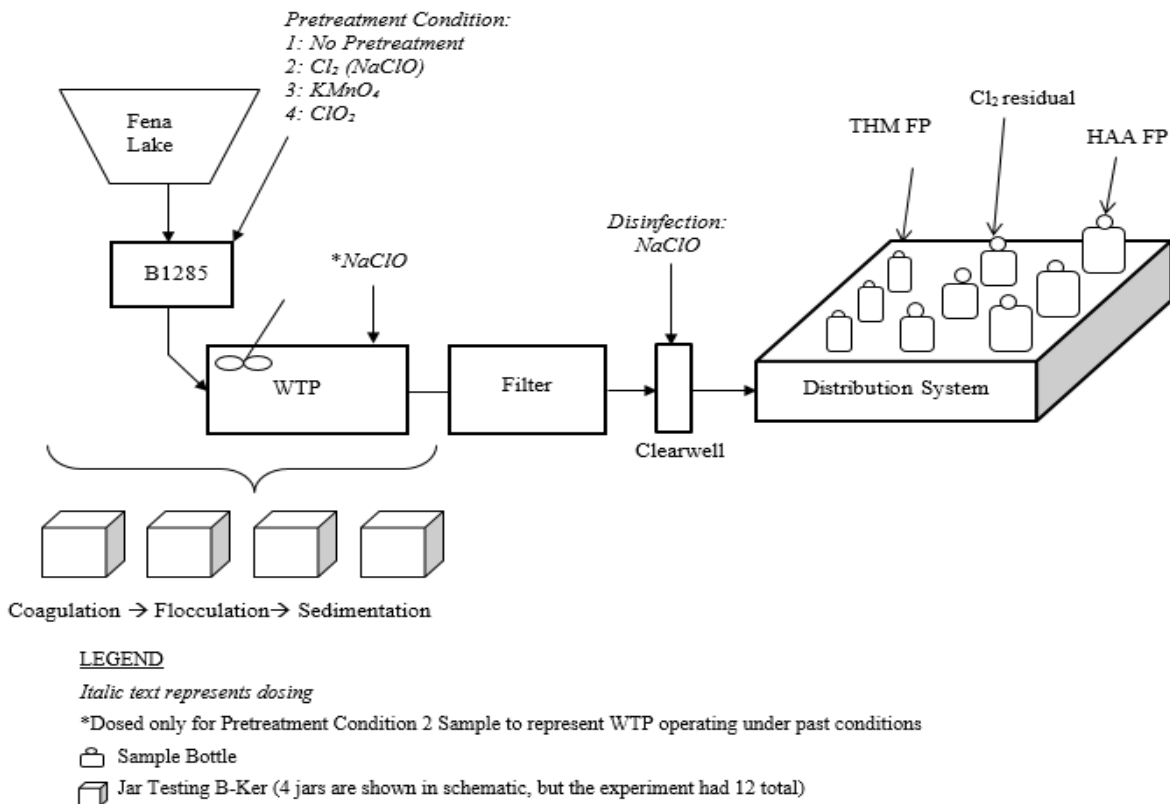 Pretreatment Condition:
1: No Pretreatment
2: Cl₂ (NaClO)
3: KMnO₄
4: ClO₂
Fena
Lake
B1285
*NaClO
WTP
Filter
Disinfection:
NaClO
Clearwell
THM FP
Cl₂ residual
HAA FP
Distribution System
Coagulation → Flocculation→ Sedimentation
LEGEND
Italic text represents dosing
*Dosed only for Pretreatment Condition 2 Sample to represent WTP operating under past conditions
Sample Bottle
Jar Testing B-Ker (4 jars are shown in schematic, but the experiment had 12 total)